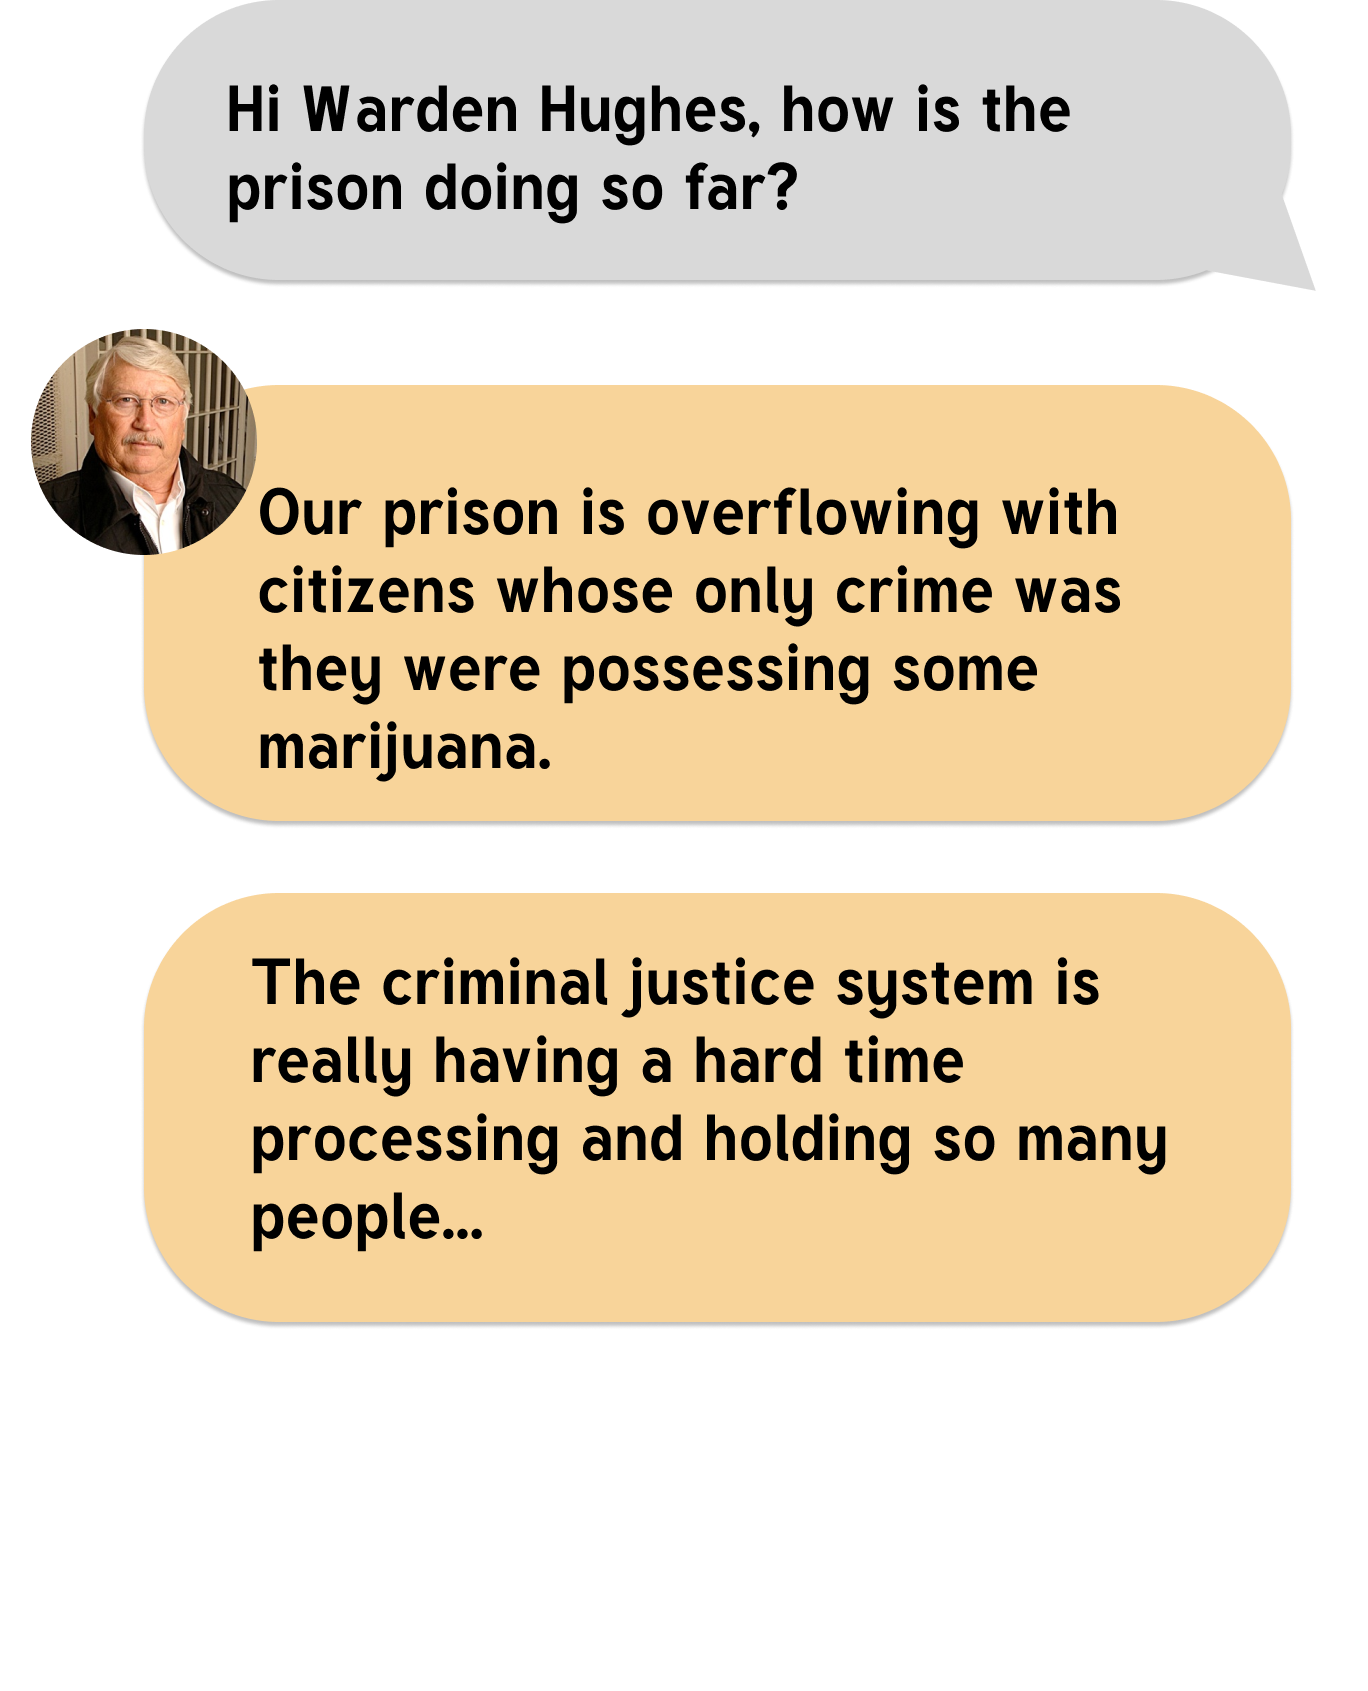 Hi Warden Hughes, how is the
prison doing so far?
Our prison is overflowing with
citizens whose only crime was
they were possessing some
marijuana.
The criminal justice system is
really having a hard time
processing and holding so many
people...